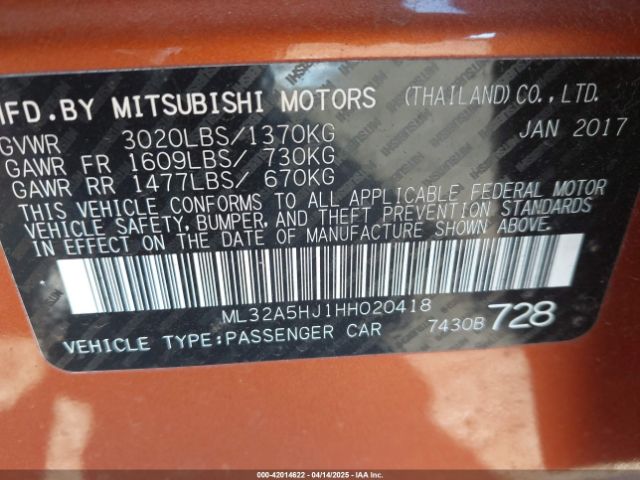 MFD.BY MITSUBISHI MOTORS (THAILAND)CO.,LTD.
GVWR 3020LBS/1370KG JAN 2017
GAWR FR 1609LBS/ 730KG
GAWR RR 1477LBS/ 670KG
THIS VEHICLE CONFORMS TO ALL APPLICABLE FEDERAL MOTOR
VEHICLE SAFETY, BUMPER, AND THEFT PREVENTION STANDARDS
IN EFFECT ON THE DATE OF MANUFACTURE SHOWN ABOVE.
ML32A5HJ1HH020418
VEHICLE TYPE:PASSENGER CAR 7430B 728
000-42014622 - 04/14/2025 - IAAI.COM